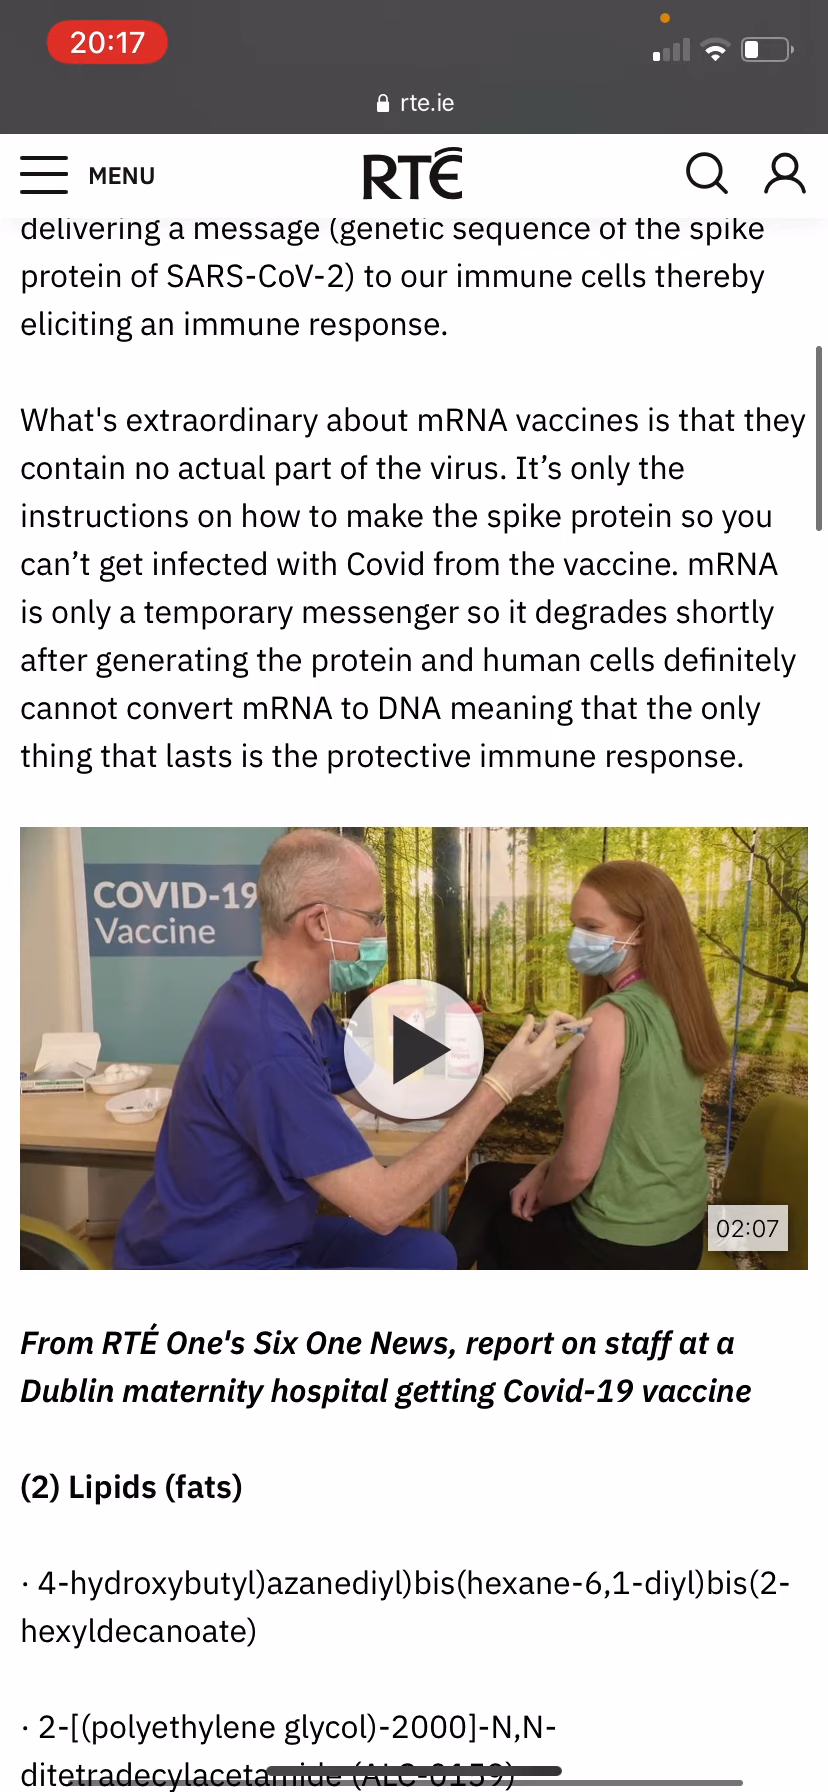 20:17
rte.ie
MENU
RTÉ
delivering a message (genetic sequence of the spike
protein of SARS-CoV-2) to our immune cells thereby
eliciting an immune response.
What's extraordinary about mRNA vaccines is that they
contain no actual part of the virus. It’s only the
instructions on how to make the spike protein so you
can’t get infected with Covid from the vaccine. mRNA
is only a temporary messenger so it degrades shortly
after generating the protein and human cells definitely
cannot convert mRNA to DNA meaning that the only
thing that lasts is the protective immune response.
COVID-19
Vaccine
02:07
From RTÉ One's Six One News, report on staff at a
Dublin maternity hospital getting Covid-19 vaccine
(2) Lipids (fats)
· 4-hydroxybutyl)azanediyl)bis(hexane-6,1-diyl)bis(2-
hexyldecanoate)
· 2-[(polyethylene glycol)-2000]-N,N-
ditetradecylacetamide (ALC-0159)